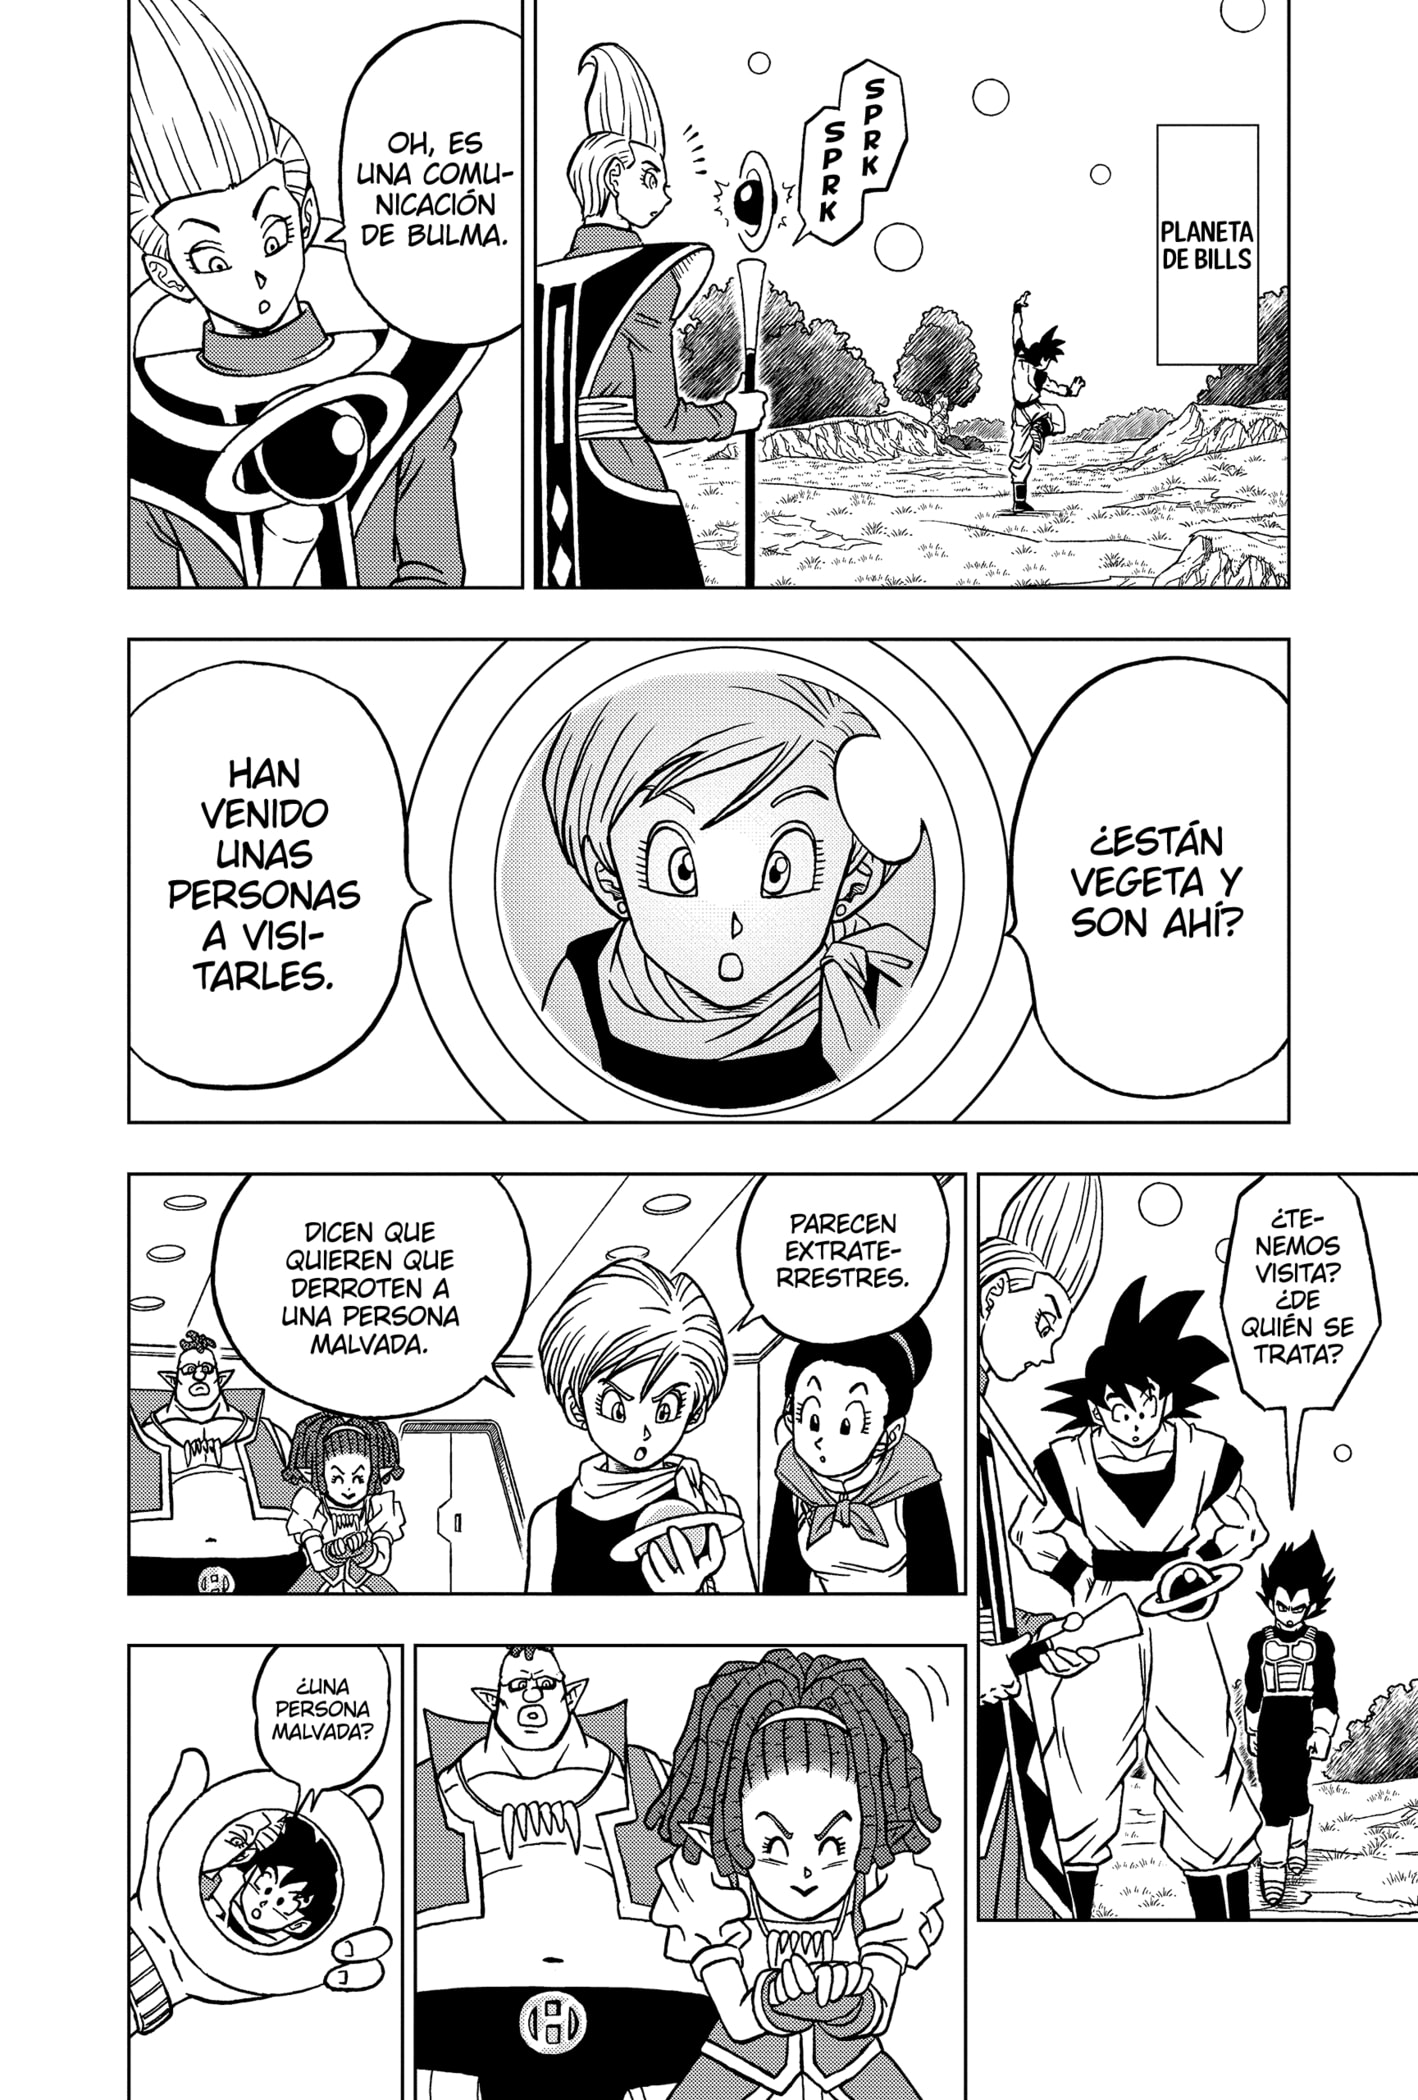 PLANETA
DE BILLS
SPRK
SPRK
OH, ES
UNA COMU-
NICACIÓN
DE BULMA.
¿ESTÁN
VEGETA Y
SON AHÍ?
HAN
VENIDO
UNAS
PERSONAS
A VISI-
TARLES.
¿TE-
NEMOS
VISITA?
¿DE
QUIÉN SE
TRATA?
PARECEN
EXTRATE-
RRESTRES.
DICEN QUE
QUIEREN QUE
DERROTEN A
UNA PERSONA
MALVADA.
¿UNA
PERSONA
MALVADA?